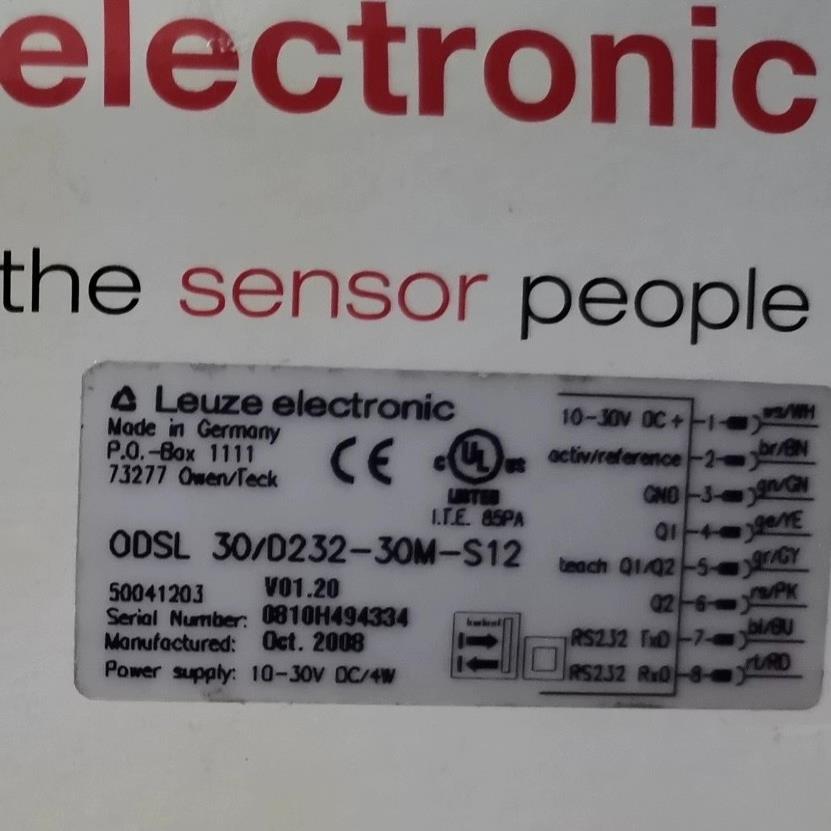 electronic
the sensor people
Leuze electronic
Made in Germany
P.O.-Box 1111
73277 Owen/Teck
CE
C UL US
LISTED
I.T.E. 85PA
ODSL 30/D232-30M-S12
50041203 V01.20
Serial Number: 0810H494334
Manufactured: Oct. 2008
Power supply: 10-30V DC/4W
10-30V DC + -1- ws/WH
activ/reference -2- br/BN
GND -3- gn/GN
Q1 -4- ge/YE
teach Q1/Q2 -5- gr/GY
Q2 -6- rs/PK
RS232 TxD -7- bl/BU
RS232 RxD -8- rt/RD